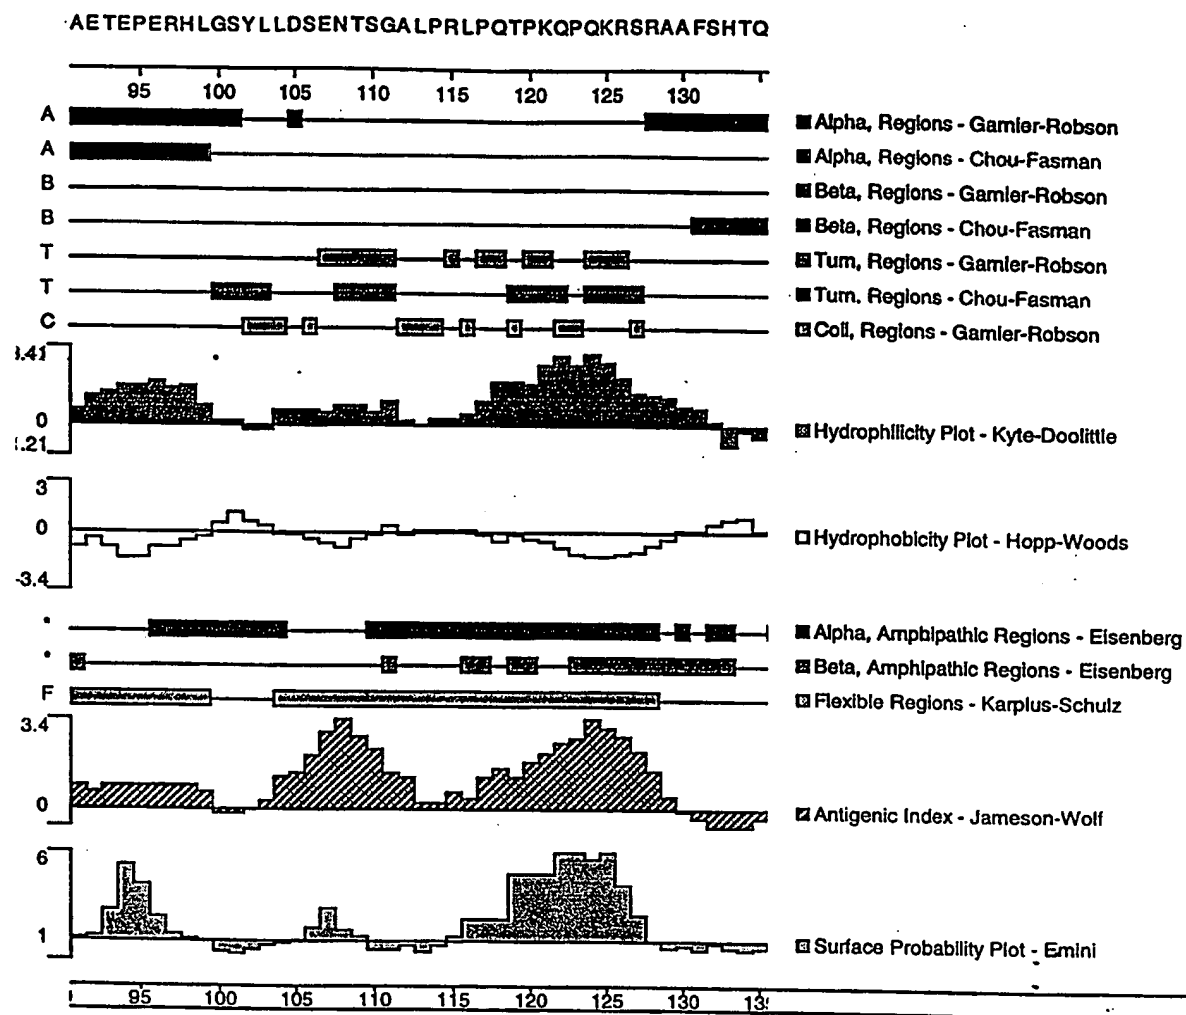 AETEPERHLGSYLLDSENTSGALPRLPQTPKQPQKRSRAAFSHTQ
95 100 105 110 115 120 125 130
A Alpha, Regions - Garnier-Robson
A Alpha, Regions - Chou-Fasman
B Beta, Regions - Garnier-Robson
B Beta, Regions - Chou-Fasman
T Turn, Regions - Garnier-Robson
T Turn, Regions - Chou-Fasman
C Coil, Regions - Garnier-Robson
3.41
0
Hydrophilicity Plot - Kyte-Doolittle
.21
3
0
Hydrophobicity Plot - Hopp-Woods
-3.4
* Alpha, Amphipathic Regions - Eisenberg
* Beta, Amphipathic Regions - Eisenberg
F Flexible Regions - Karplus-Schulz
3.4
0
Antigenic Index - Jameson-Wolf
6
1
Surface Probability Plot - Emini
95 100 105 110 115 120 125 130 13